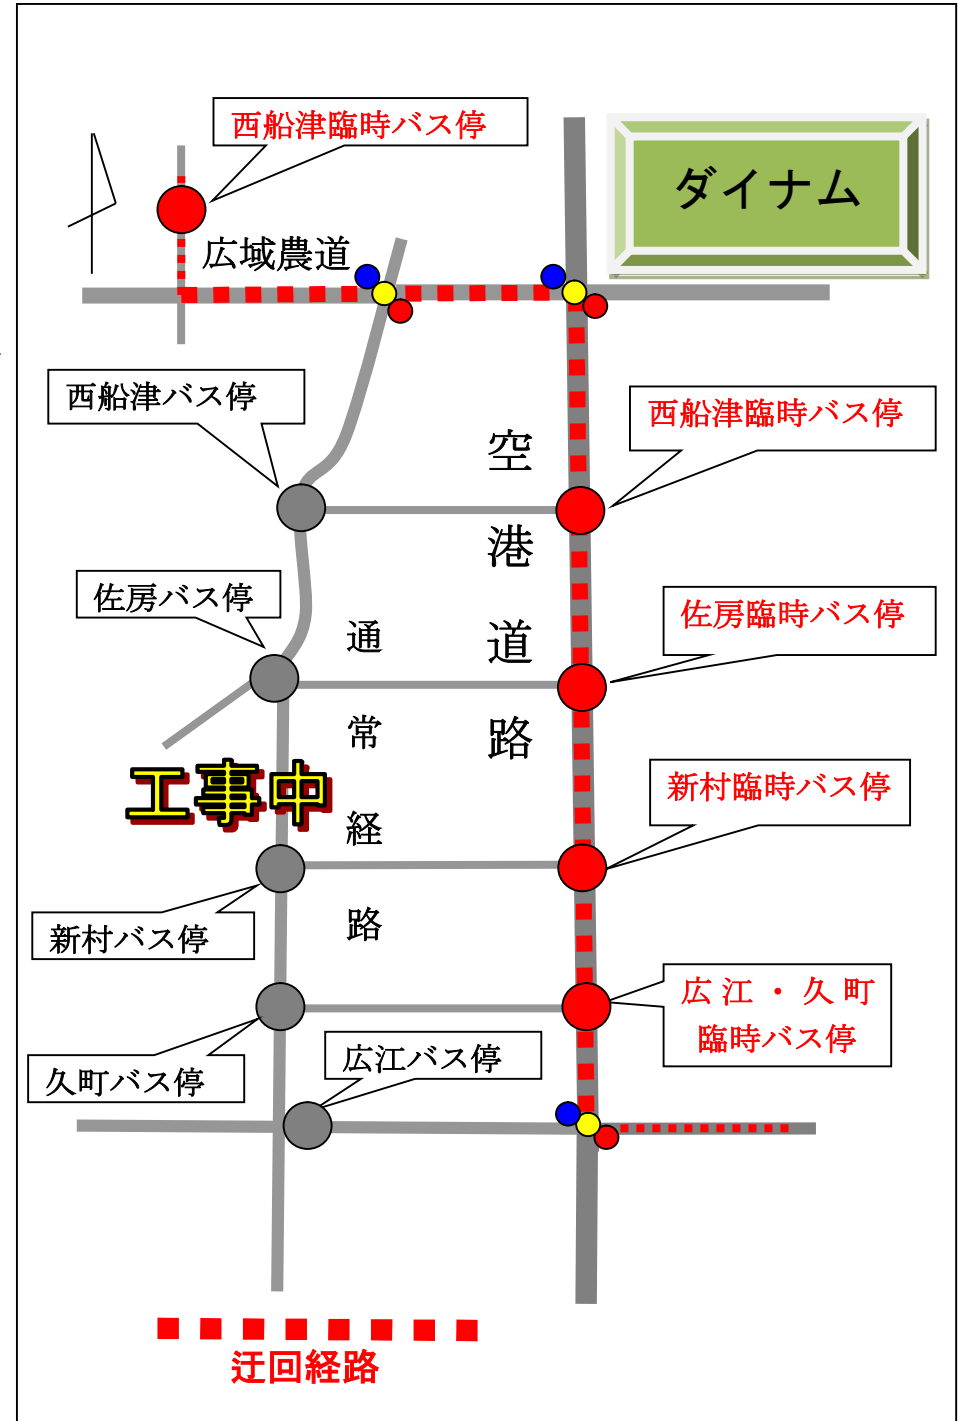 西船津臨時バス停
ダイナム
広域農道
西船津バス停
西船津臨時バス停
空港道路
佐房バス停
佐房臨時バス停
通常経路
工事中
新村臨時バス停
新村バス停
広江・久町
臨時バス停
広江バス停
久町バス停
迂回経路